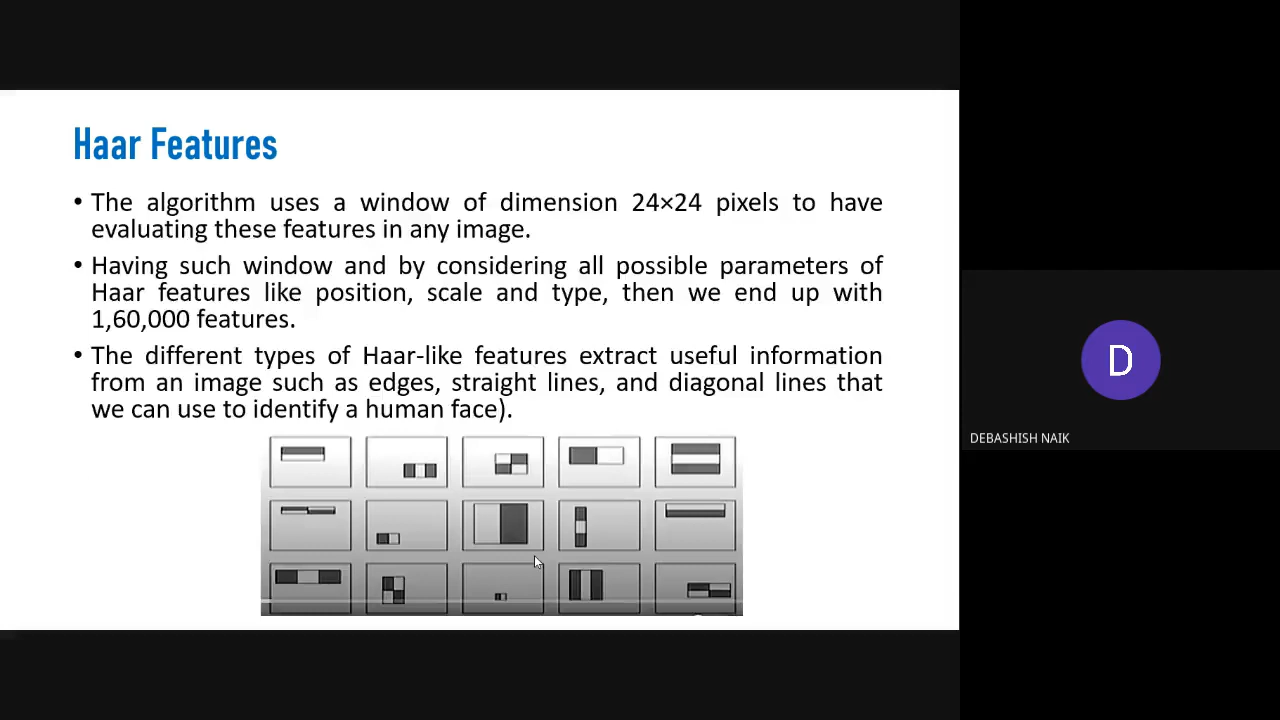 Haar Features
• The algorithm uses a window of dimension 24×24 pixels to have
evaluating these features in any image.
• Having such window and by considering all possible parameters of
Haar features like position, scale and type, then we end up with
1,60,000 features.
• The different types of Haar-like features extract useful information
from an image such as edges, straight lines, and diagonal lines that
we can use to identify a human face).
D
DEBASHISH NAIK